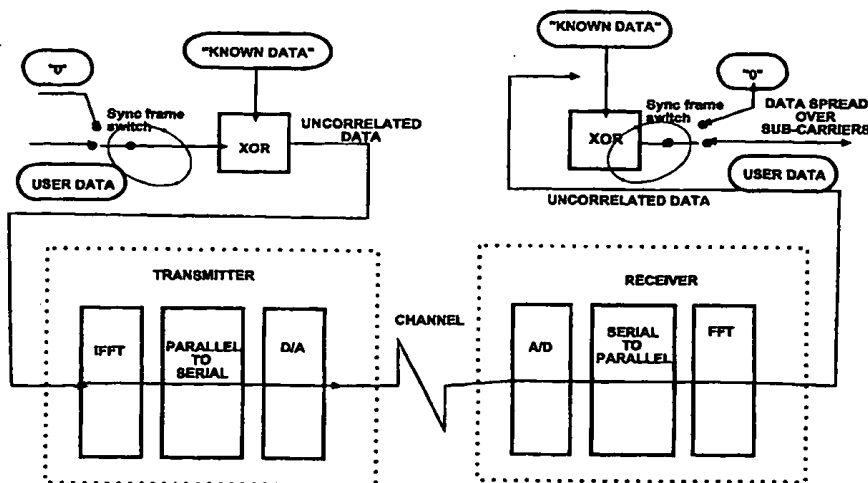 "KNOWN DATA"
"0"
Sync frame
switch
XOR
UNCORRELATED
DATA
USER DATA
"KNOWN DATA"
"0"
Sync frame
switch
DATA SPREAD
OVER
SUB-CARRIERS
XOR
USER DATA
UNCORRELATED DATA
TRANSMITTER
IFFT
PARALLEL
TO
SERIAL
D/A
CHANNEL
RECEIVER
A/D
SERIAL
TO
PARALLEL
FFT